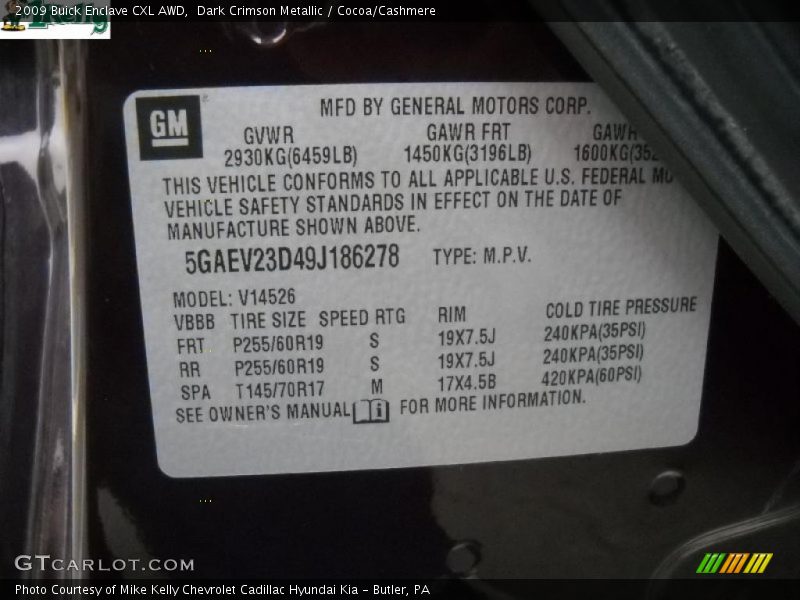 2009 Buick Enclave CXL AWD, Dark Crimson Metallic / Cocoa/Cashmere
Kelly
GM
MFD BY GENERAL MOTORS CORP.
GVWR GAWR FRT GAWR
2930KG(6459LB) 1450KG(3196LB) 1600KG(352
THIS VEHICLE CONFORMS TO ALL APPLICABLE U.S. FEDERAL MO
VEHICLE SAFETY STANDARDS IN EFFECT ON THE DATE OF
MANUFACTURE SHOWN ABOVE.
5GAEV23D49J186278 TYPE: M.P.V.
MODEL: V14526
VBBB TIRE SIZE SPEED RTG RIM COLD TIRE PRESSURE
FRT P255/60R19 S 19X7.5J 240KPA(35PSI)
RR P255/60R19 S 19X7.5J 240KPA(35PSI)
SPA T145/70R17 M 17X4.5B 420KPA(60PSI)
SEE OWNER'S MANUAL FOR MORE INFORMATION.
GTCARLOT.COM
Photo Courtesy of Mike Kelly Chevrolet Cadillac Hyundai Kia - Butler, PA